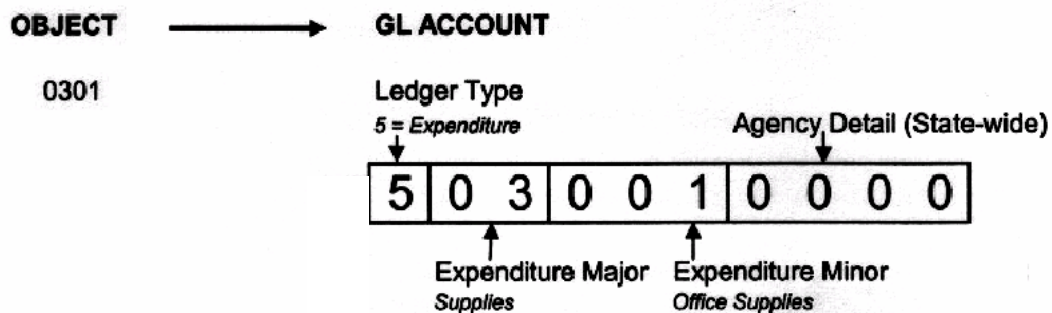 OBJECT GL ACCOUNT
0301 Ledger Type
5 = Expenditure
Agency Detail (State-wide)
5 0 3 0 0 1 0 0 0 0
Expenditure Major Expenditure Minor
Supplies Office Supplies